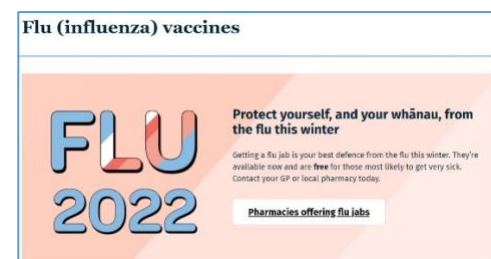 Flu (influenza) vaccines
FLU
2022
Protect yourself, and your whānau, from
the flu this winter
Getting a flu jab is your best defence from the flu this winter. They're
available now and are free for those most likely to get very sick.
Contact your GP or local pharmacy today.
Pharmacies offering flu jabs